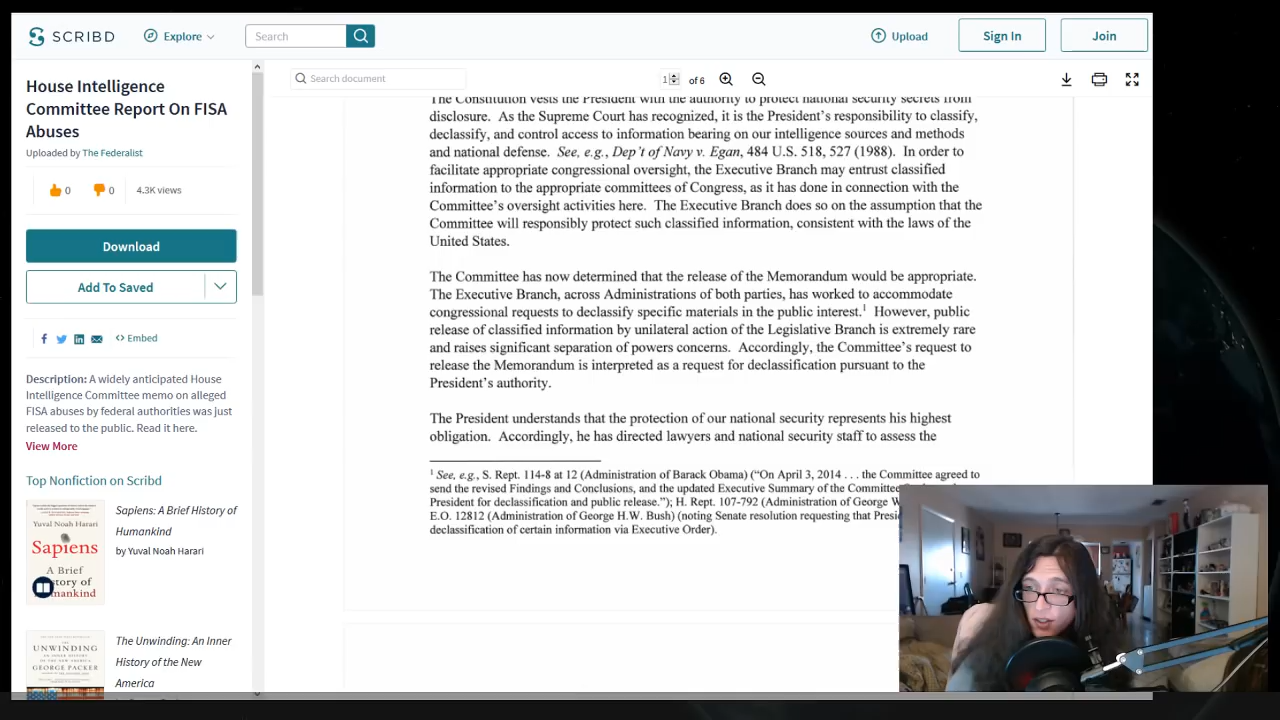 SCRIBD
Explore
Search
Upload
Sign In
Join
House Intelligence
Committee Report On FISA
Abuses
Uploaded by The Federalist
0
0
4.3K views
Download
Add To Saved
Embed
Description: A widely anticipated House
Intelligence Committee memo on alleged
FISA abuses by federal authorities was just
released to the public. Read it here.
View More
Top Nonfiction on Scribd
Yuval Noah Harari
Sapiens
A Brief
History of
Humankind
Sapiens: A Brief History of
Humankind
by Yuval Noah Harari
THE
UNWINDING
GEORGE PACKER
The Unwinding: An Inner
History of the New
America
Search document
1 of 6
The Constitution vests the President with the authority to protect national security secrets from
disclosure. As the Supreme Court has recognized, it is the President's responsibility to classify,
declassify, and control access to information bearing on our intelligence sources and methods
and national defense. See, e.g., Dep't of Navy v. Egan, 484 U.S. 518, 527 (1988). In order to
facilitate appropriate congressional oversight, the Executive Branch may entrust classified
information to the appropriate committees of Congress, as it has done in connection with the
Committee's oversight activities here. The Executive Branch does so on the assumption that the
Committee will responsibly protect such classified information, consistent with the laws of the
United States.
The Committee has now determined that the release of the Memorandum would be appropriate.
The Executive Branch, across Administrations of both parties, has worked to accommodate
congressional requests to declassify specific materials in the public interest.¹ However, public
release of classified information by unilateral action of the Legislative Branch is extremely rare
and raises significant separation of powers concerns. Accordingly, the Committee's request to
release the Memorandum is interpreted as a request for declassification pursuant to the
President's authority.
The President understands that the protection of our national security represents his highest
obligation. Accordingly, he has directed lawyers and national security staff to assess the
¹ See, e.g., S. Rept. 114-8 at 12 (Administration of Barack Obama) ("On April 3, 2014 . . . the Committee agreed to
send the revised Findings and Conclusions, and the updated Executive Summary of the Committee
President for declassification and public release."); H. Rept. 107-792 (Administration of George W
E.O. 12812 (Administration of George H.W. Bush) (noting Senate resolution requesting that Presi
declassification of certain information via Executive Order).